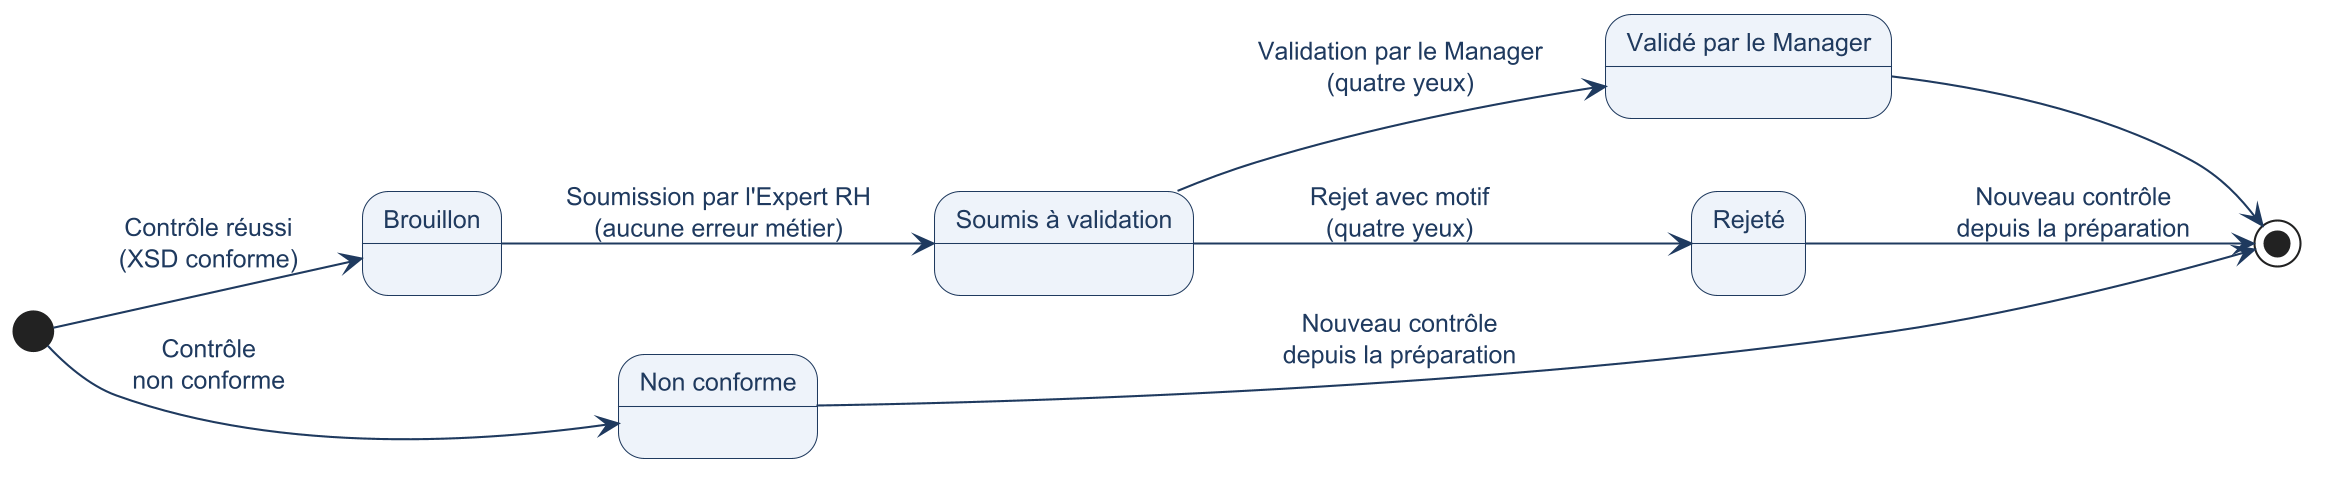 Validation par le Manager
(quatre yeux)
Validé par le Manager
Contrôle réussi
(XSD conforme)
Brouillon
Soumission par l'Expert RH
(aucune erreur métier)
Soumis à validation
Rejet avec motif
(quatre yeux)
Rejeté
Nouveau contrôle
depuis la préparation
Contrôle
non conforme
Non conforme
Nouveau contrôle
depuis la préparation